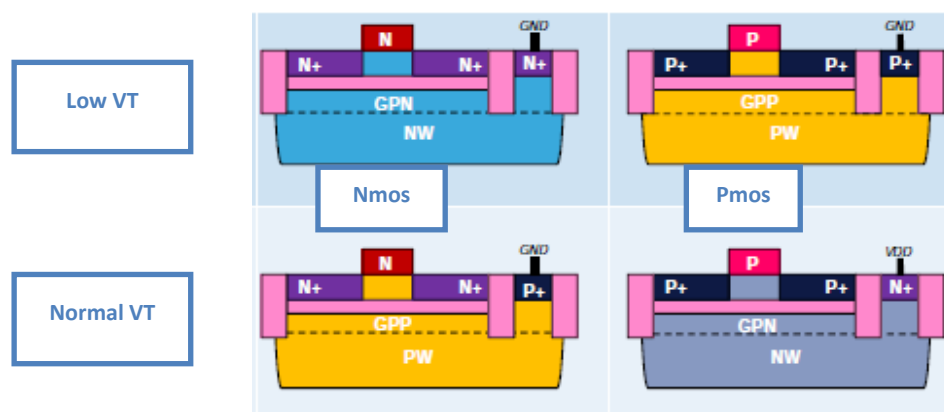 GND GND
N P
Low VT N+ N+ N+ P+ P+ P+
GPN GPP
NW PW
Nmos Pmos
GND VDD
N P
Normal VT N+ N+ P+ P+ P+ N+
GPP GPN
PW NW